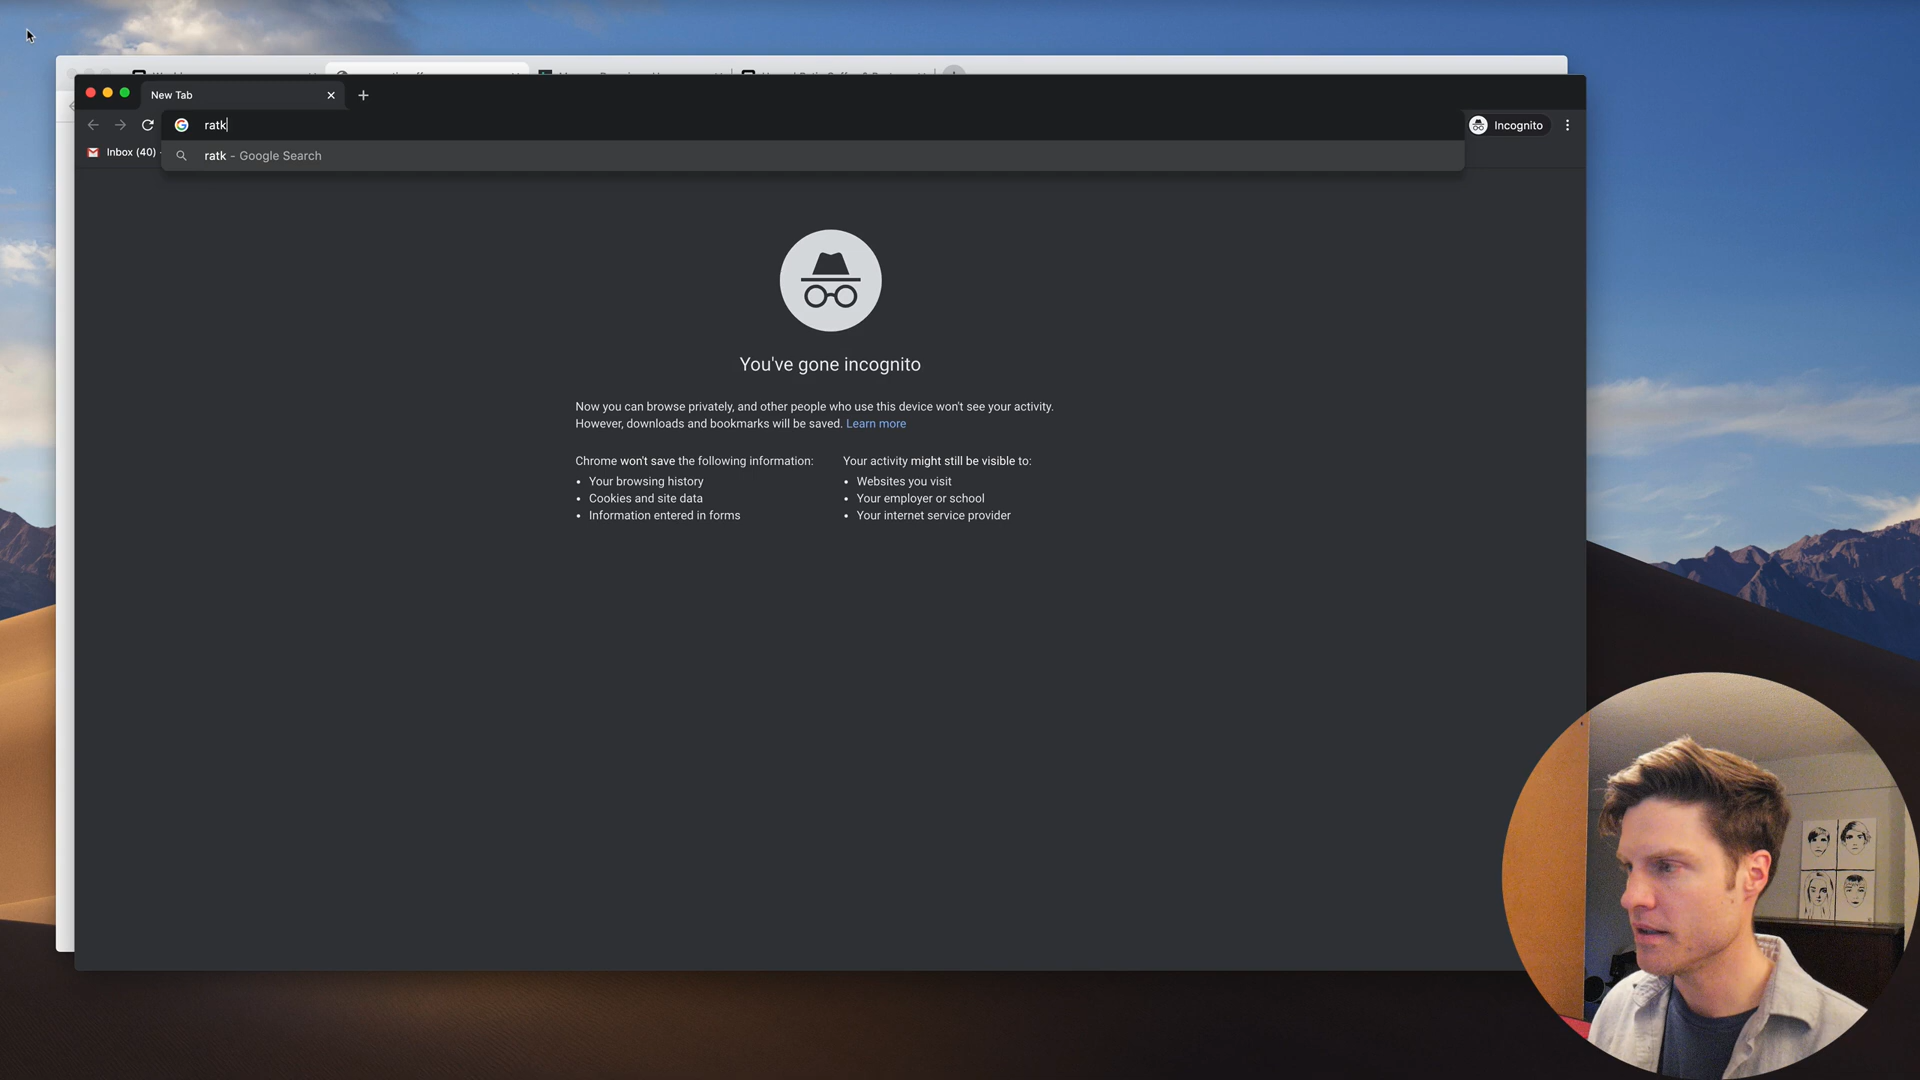 New Tab
ratk
Incognito
Inbox (40)
ratk - Google Search
You've gone incognito
Now you can browse privately, and other people who use this device won't see your activity.
However, downloads and bookmarks will be saved. Learn more
Chrome won't save the following information:
• Your browsing history
• Cookies and site data
• Information entered in forms
Your activity might still be visible to:
• Websites you visit
• Your employer or school
• Your internet service provider